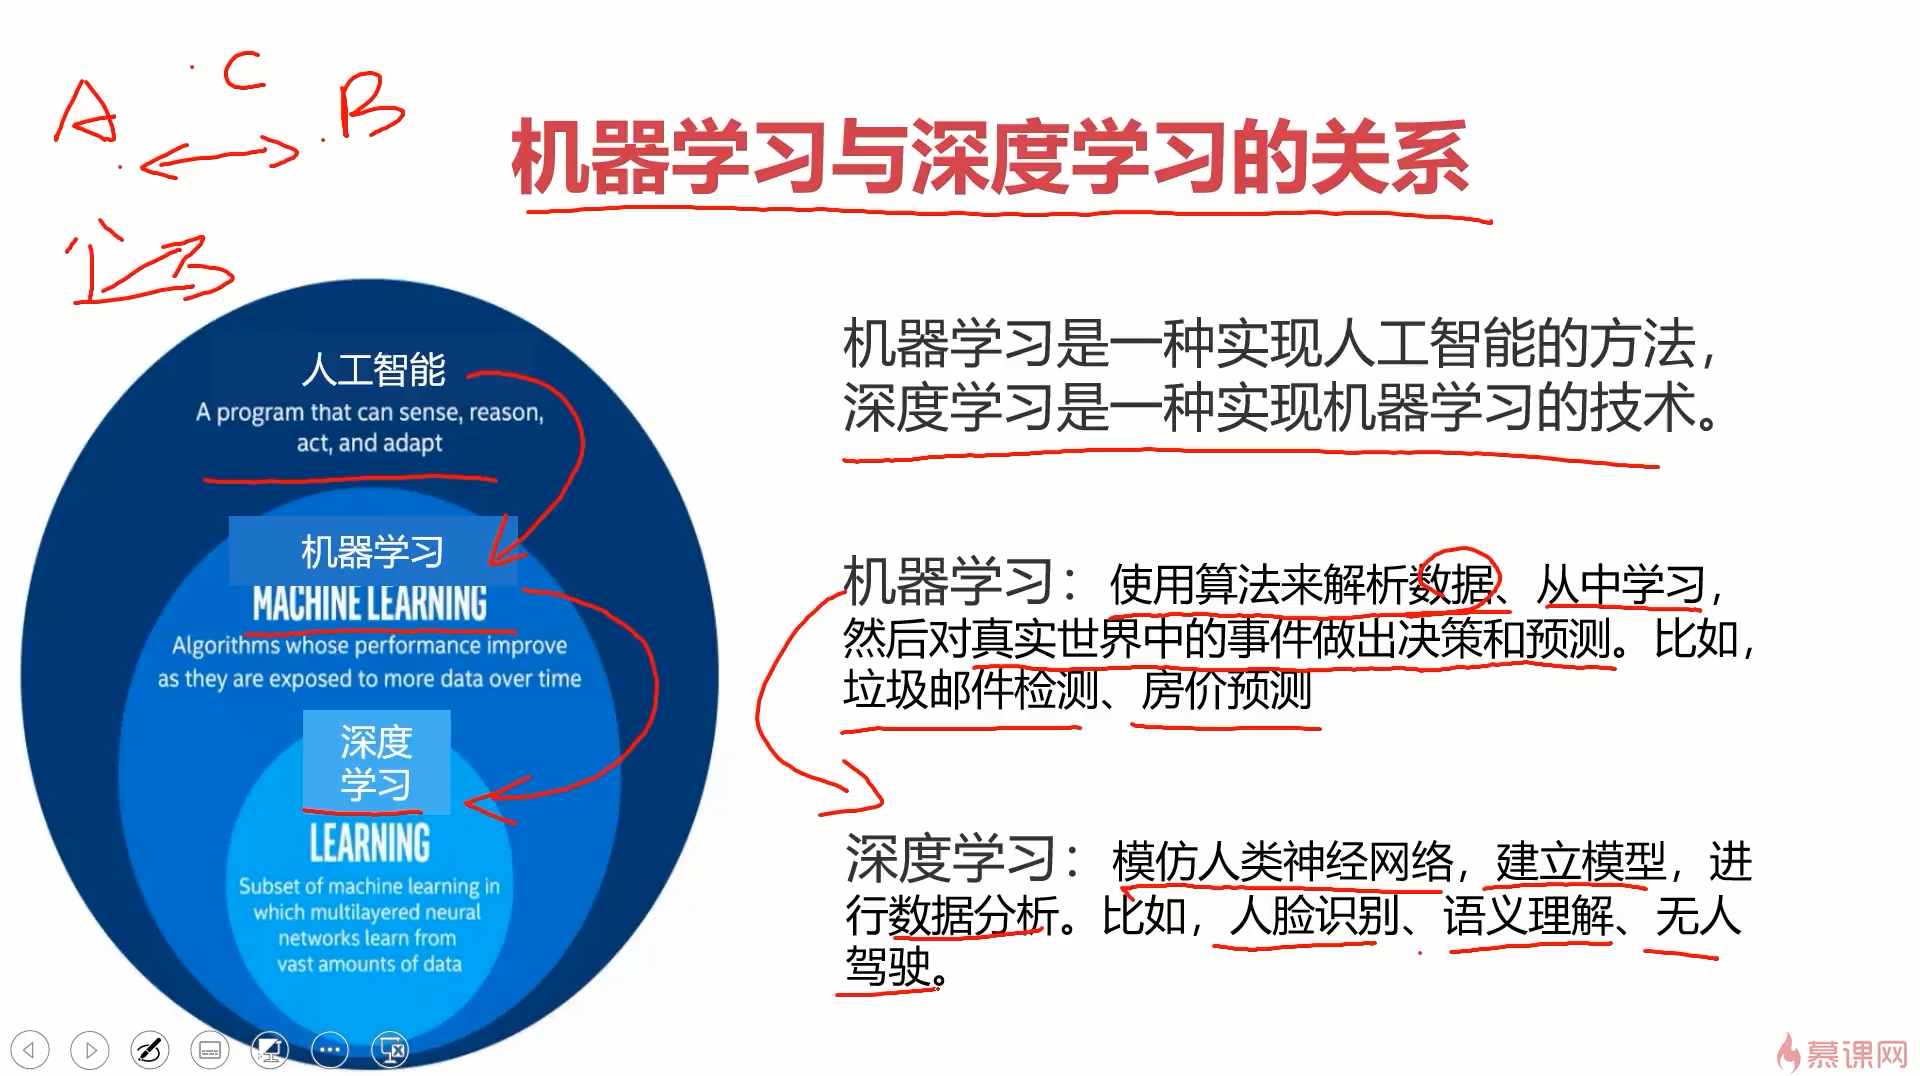 A
C
B
机器学习与深度学习的关系
人工智能
A program that can sense, reason,
act, and adapt
机器学习
MACHINE LEARNING
Algorithms whose performance improve
as they are exposed to more data over time
深度
学习
LEARNING
Subset of machine learning in
which multilayered neural
networks learn from
vast amounts of data
机器学习是一种实现人工智能的方法，
深度学习是一种实现机器学习的技术。
机器学习：使用算法来解析数据、从中学习，
然后对真实世界中的事件做出决策和预测。比如，
垃圾邮件检测、房价预测
深度学习：模仿人类神经网络，建立模型，进
行数据分析。比如，人脸识别、语义理解、无人
驾驶。
慕课网